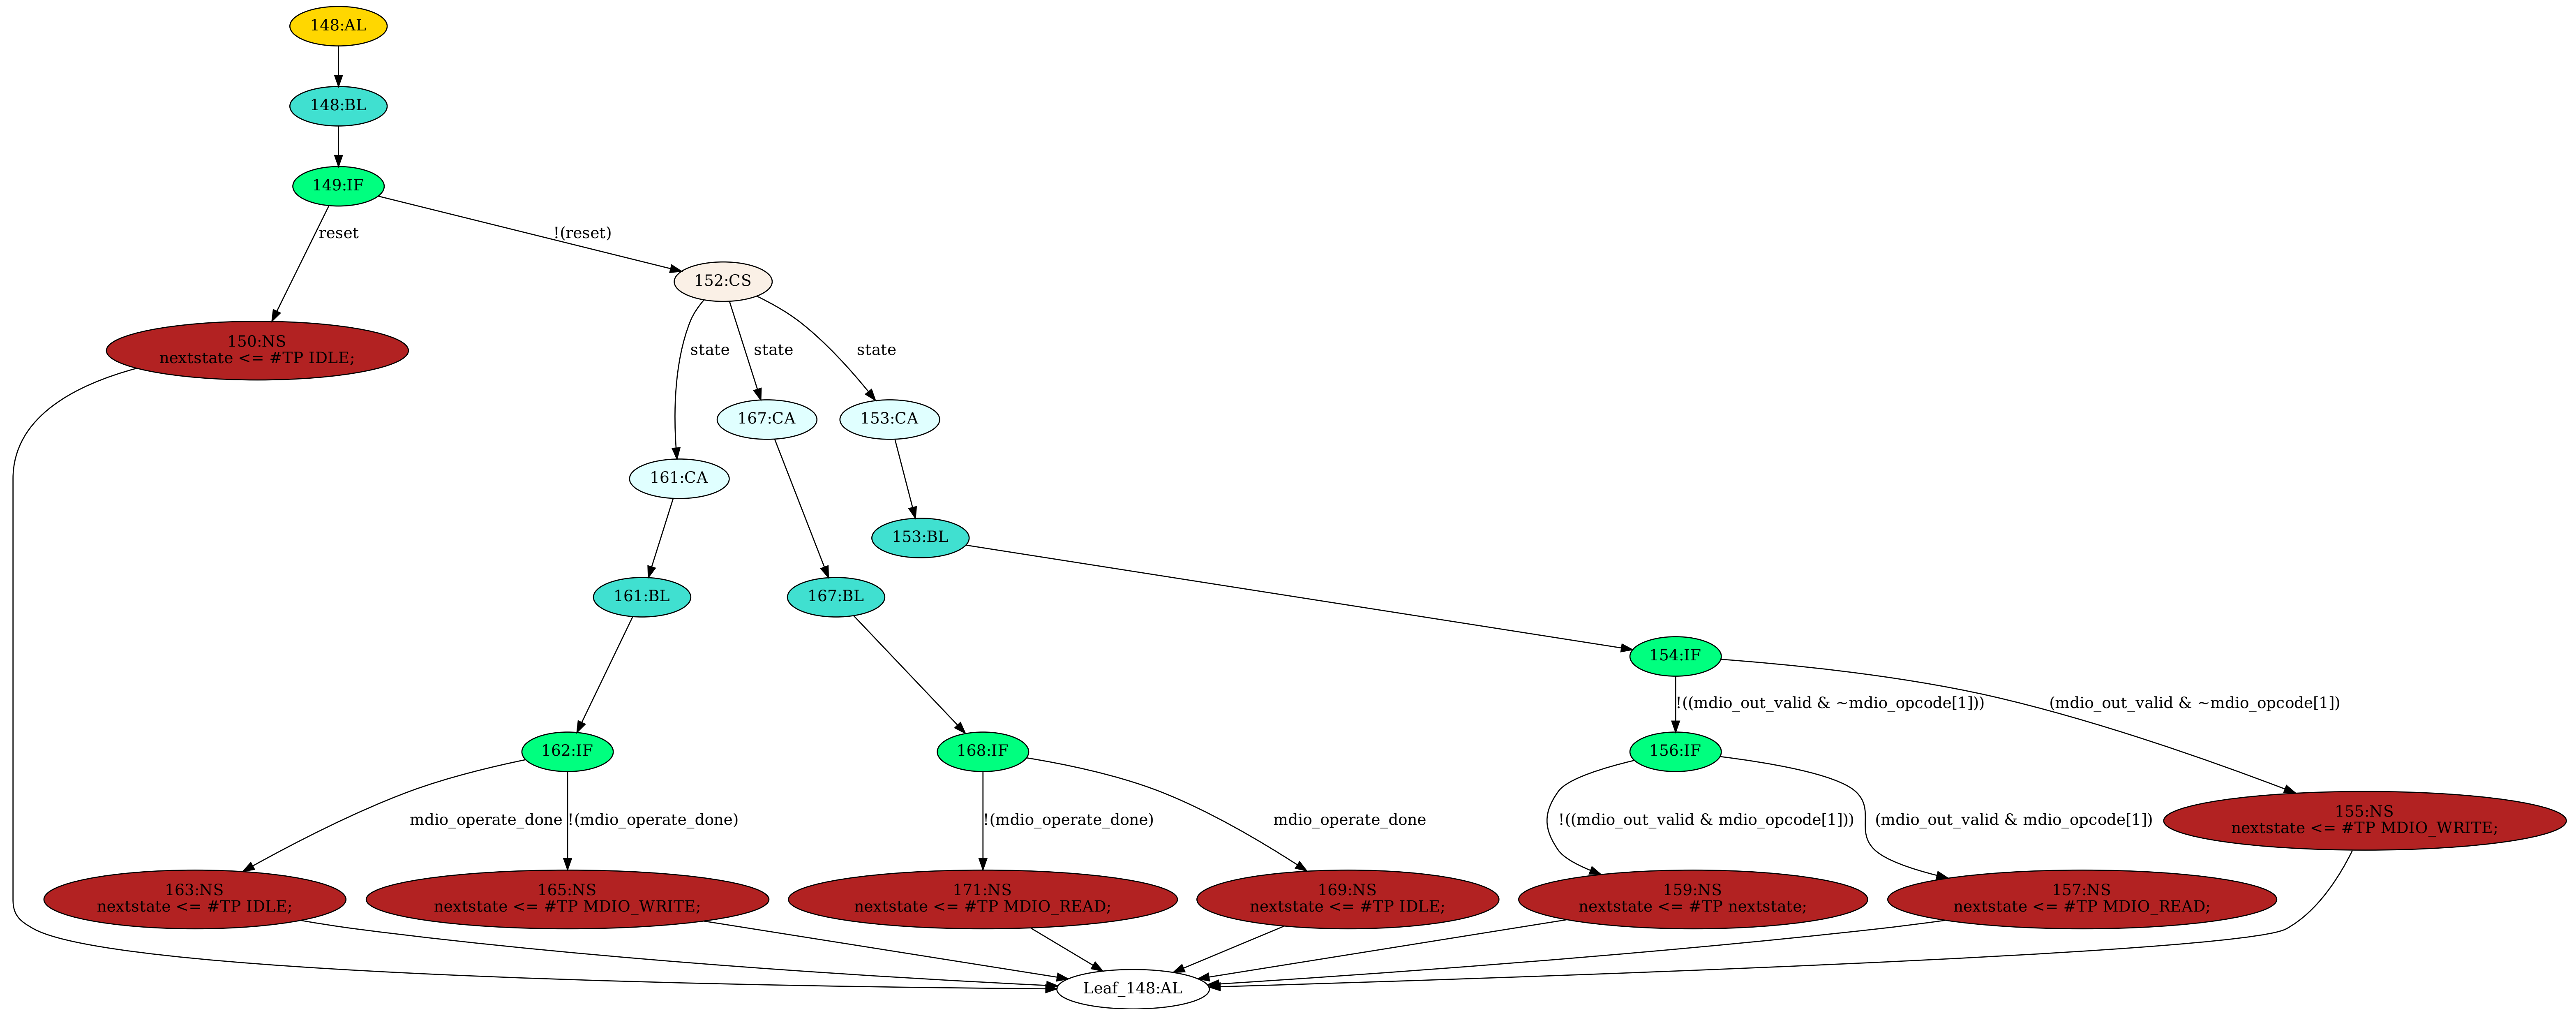 148:AL
148:BL
149:IF
reset
!(reset)
152:CS
150:NS
nextstate <= #TP IDLE;
state
state
state
167:CA
153:CA
161:CA
153:BL
161:BL
167:BL
154:IF
!((mdio_out_valid & ~mdio_opcode[1]))
(mdio_out_valid & ~mdio_opcode[1])
162:IF
168:IF
156:IF
mdio_operate_done
!(mdio_operate_done)
!(mdio_operate_done)
mdio_operate_done
!((mdio_out_valid & mdio_opcode[1]))
(mdio_out_valid & mdio_opcode[1])
155:NS
nextstate <= #TP MDIO_WRITE;
163:NS
nextstate <= #TP IDLE;
165:NS
nextstate <= #TP MDIO_WRITE;
171:NS
nextstate <= #TP MDIO_READ;
169:NS
nextstate <= #TP IDLE;
159:NS
nextstate <= #TP nextstate;
157:NS
nextstate <= #TP MDIO_READ;
Leaf_148:AL